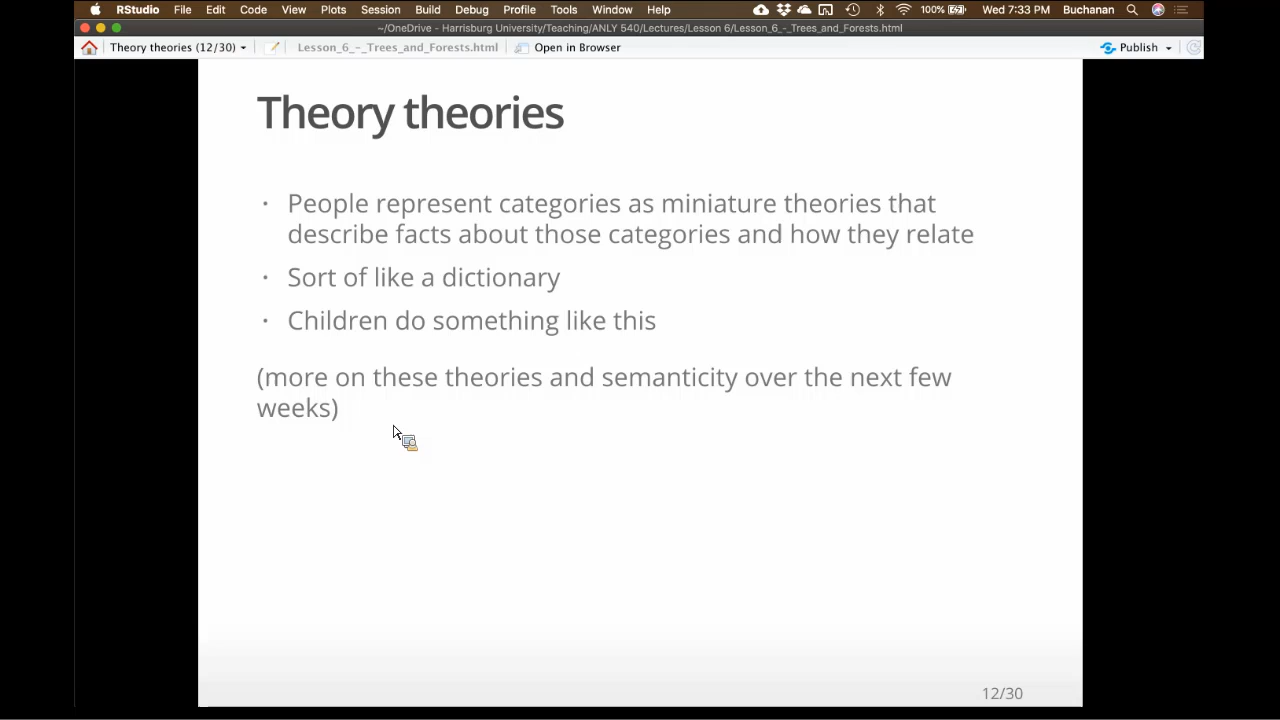 RStudio File Edit Code View Plots Session Build Debug Profile Tools Window Help 100% Wed 7:33 PM Buchanan
~/OneDrive - Harrisburg University/Teaching/ANLY 540/Lectures/Lesson 6/Lesson_6_-_Trees_and_Forests.html
Theory theories (12/30) Lesson_6_-_Trees_and_Forests.html Open in Browser Publish
Theory theories
· People represent categories as miniature theories that
describe facts about those categories and how they relate
· Sort of like a dictionary
· Children do something like this
(more on these theories and semanticity over the next few
weeks)
12/30